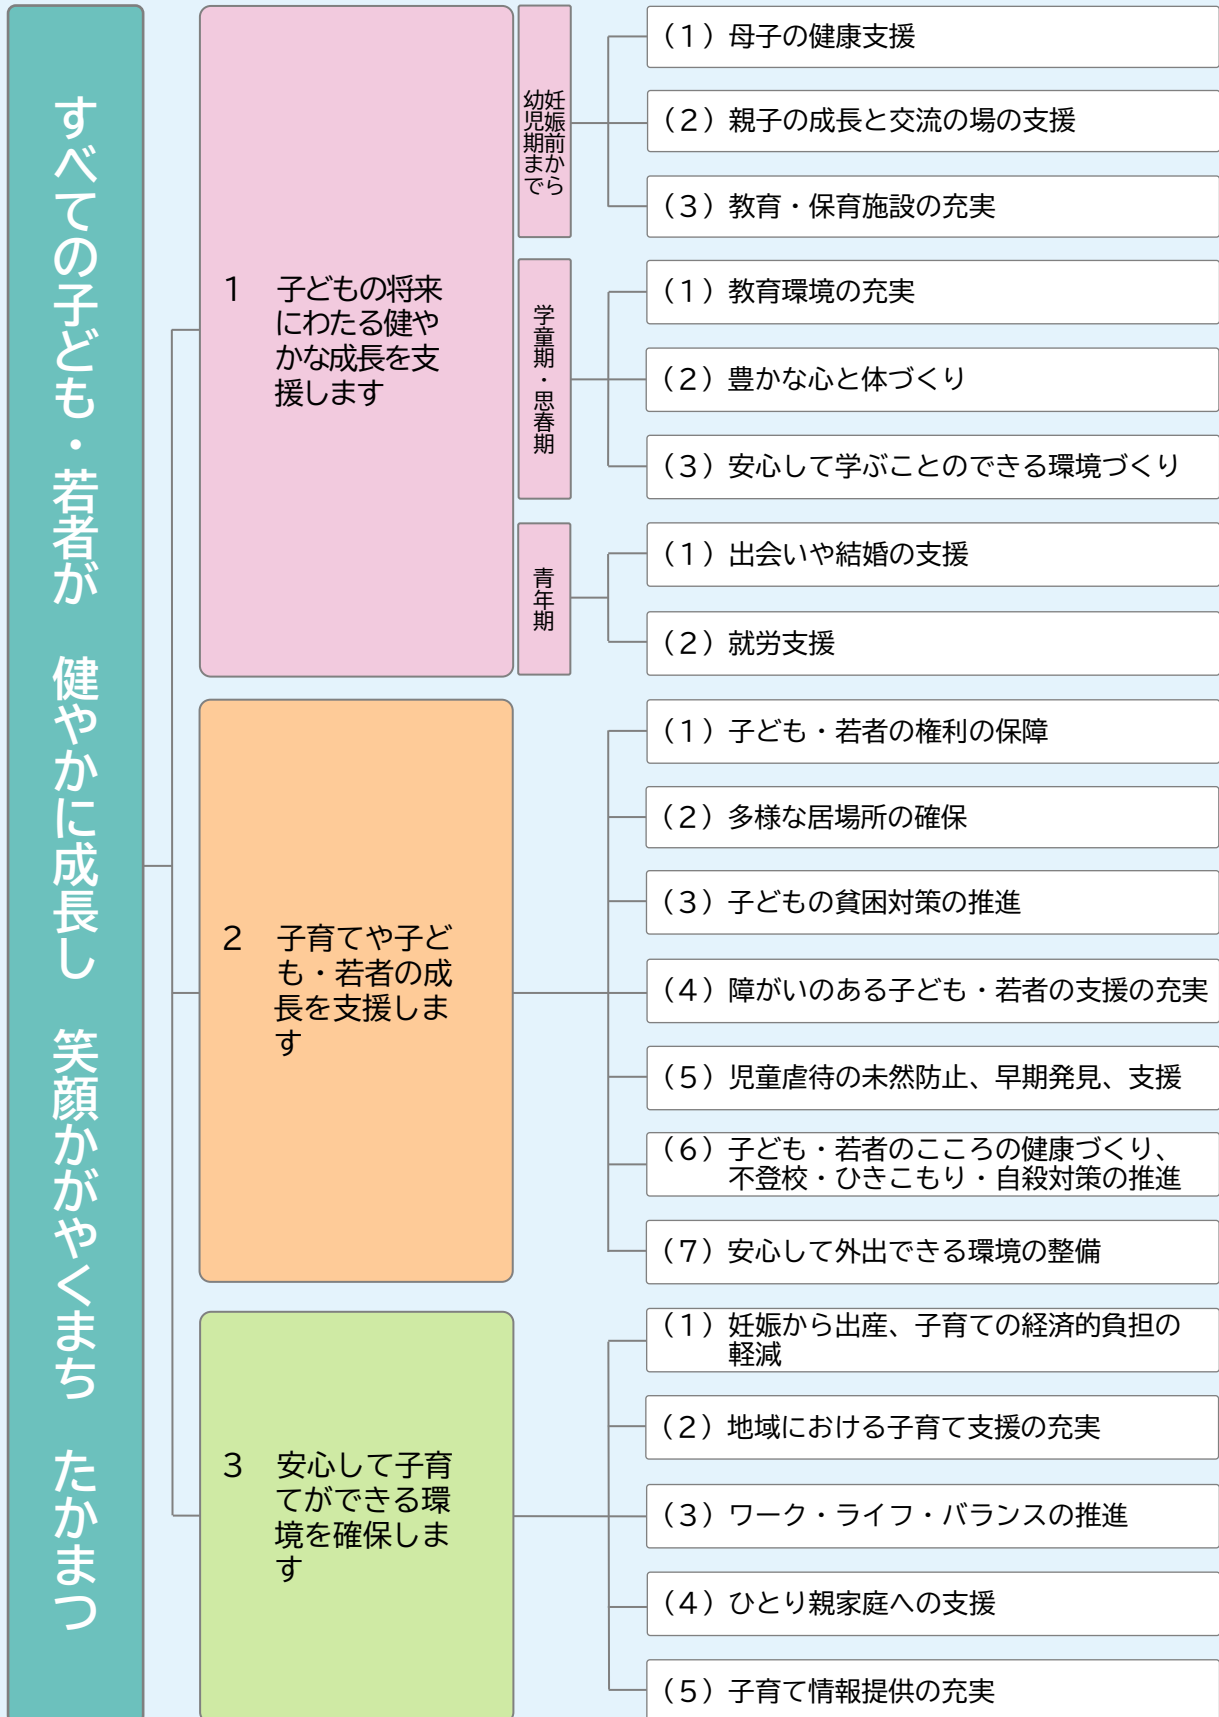 すべての子ども・若者が　健やかに成長し　笑顔かがやくまち　たかまつ
1　子どもの将来
にわたる健や
かな成長を支
援します
妊娠前から
幼児期まで
（1）母子の健康支援
（2）親子の成長と交流の場の支援
（3）教育・保育施設の充実
学童期・思春期
（1）教育環境の充実
（2）豊かな心と体づくり
（3）安心して学ぶことのできる環境づくり
青年期
（1）出会いや結婚の支援
（2）就労支援
2　子育てや子ど
も・若者の成
長を支援しま
す
（1）子ども・若者の権利の保障
（2）多様な居場所の確保
（3）子どもの貧困対策の推進
（4）障がいのある子ども・若者の支援の充実
（5）児童虐待の未然防止、早期発見、支援
（6）子ども・若者のこころの健康づくり、
不登校・ひきこもり・自殺対策の推進
（7）安心して外出できる環境の整備
3　安心して子育
てができる環
境を確保しま
す
（1）妊娠から出産、子育ての経済的負担の
軽減
（2）地域における子育て支援の充実
（3）ワーク・ライフ・バランスの推進
（4）ひとり親家庭への支援
（5）子育て情報提供の充実